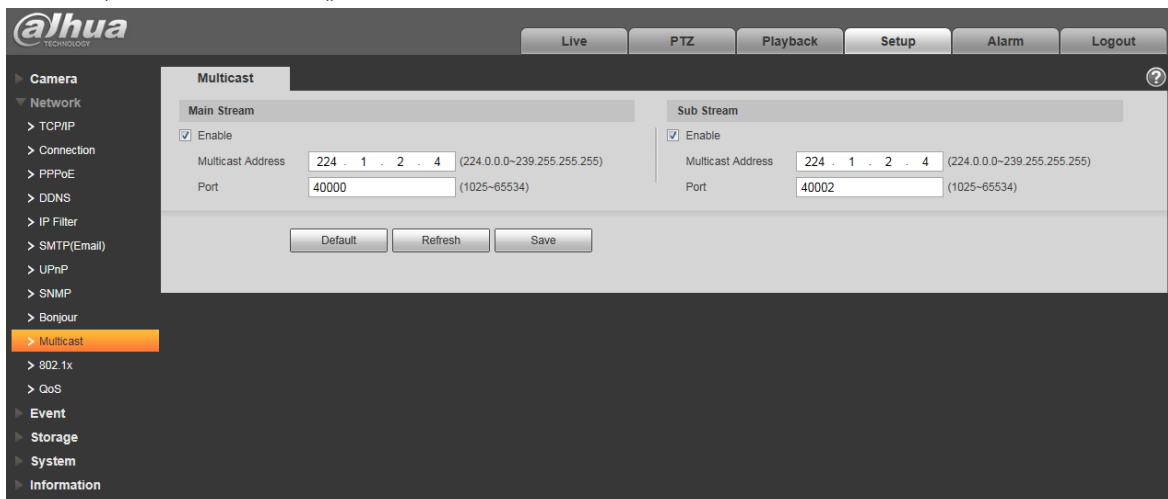 alhua
TECHNOLOGY
Live PTZ Playback Setup Alarm Logout
Camera
Network
> TCP/IP
> Connection
> PPPoE
> DDNS
> IP Filter
> SMTP(Email)
> UPnP
> SNMP
> Bonjour
> Multicast
> 802.1x
> QoS
Event
Storage
System
Information
Multicast
?
Main Stream
Enable
Multicast Address 224 . 1 . 2 . 4 (224.0.0.0~239.255.255.255)
Port 40000 (1025~65534)
Sub Stream
Enable
Multicast Address 224 . 1 . 2 . 4 (224.0.0.0~239.255.255.255)
Port 40002 (1025~65534)
Default Refresh Save